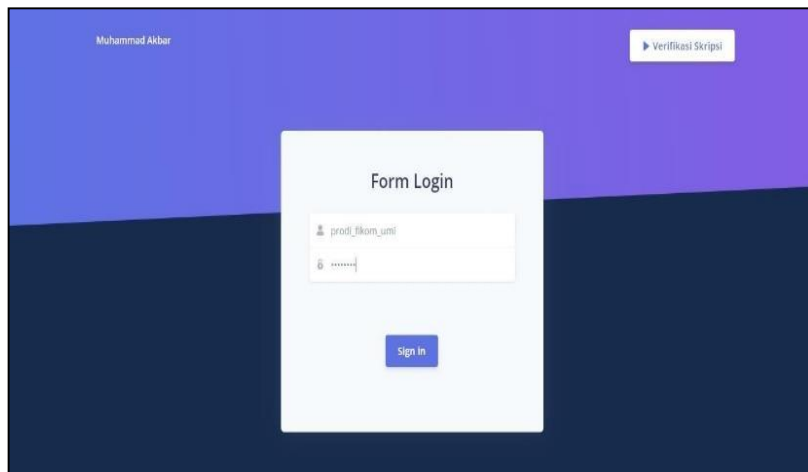 Muhammad Akbar
Verifikasi Skripsi
Form Login
prodi_fikom_umi
••••••••
Sign in